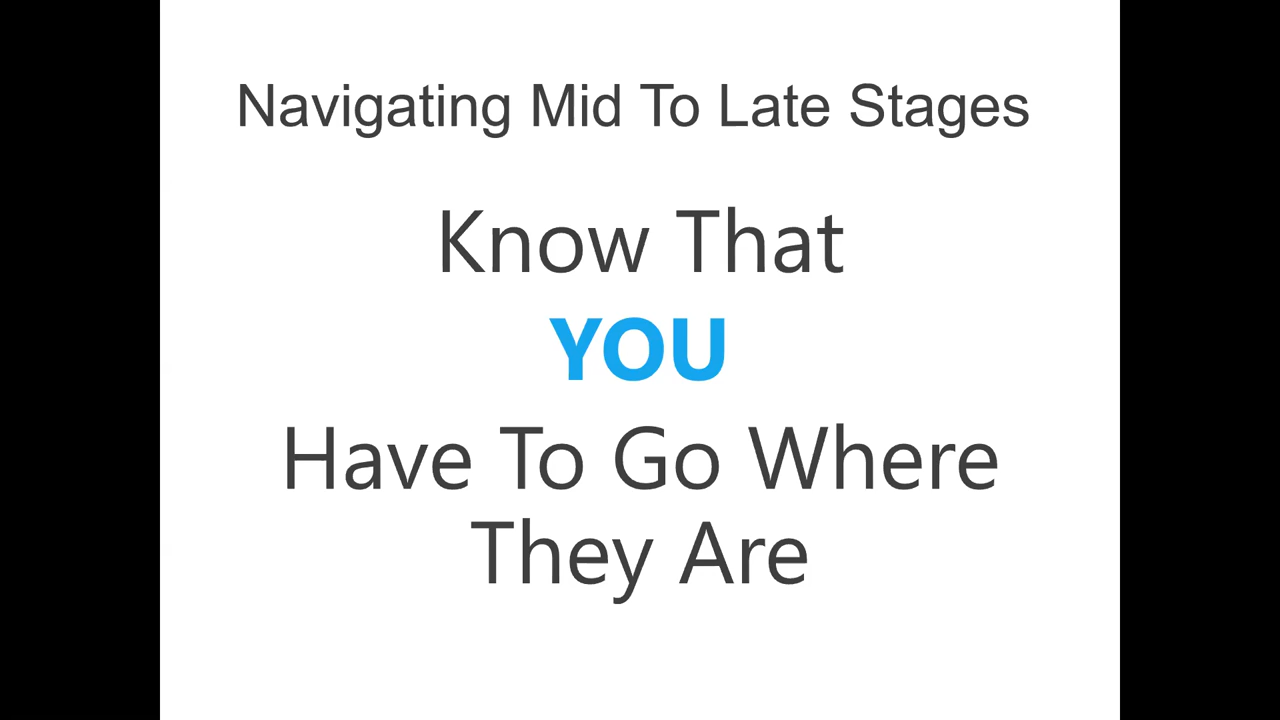 Navigating Mid To Late Stages
Know That
YOU
Have To Go Where
They Are